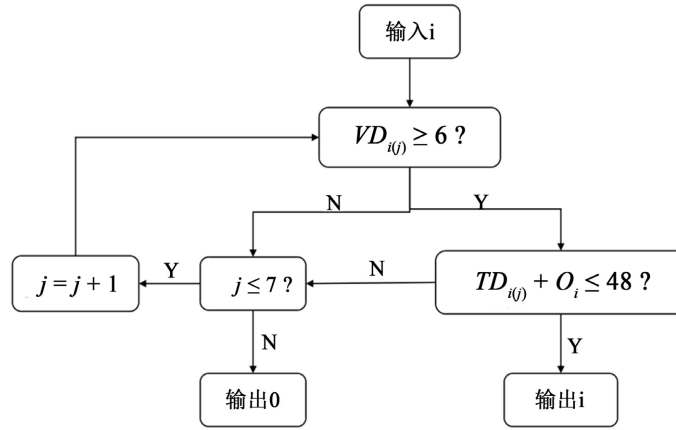 输入i
VD_{i(j)} ≥ 6 ?
N
Y
j = j + 1
Y
j ≤ 7 ?
N
TD_{i(j)} + O_i ≤ 48 ?
N
Y
输出0
输出i